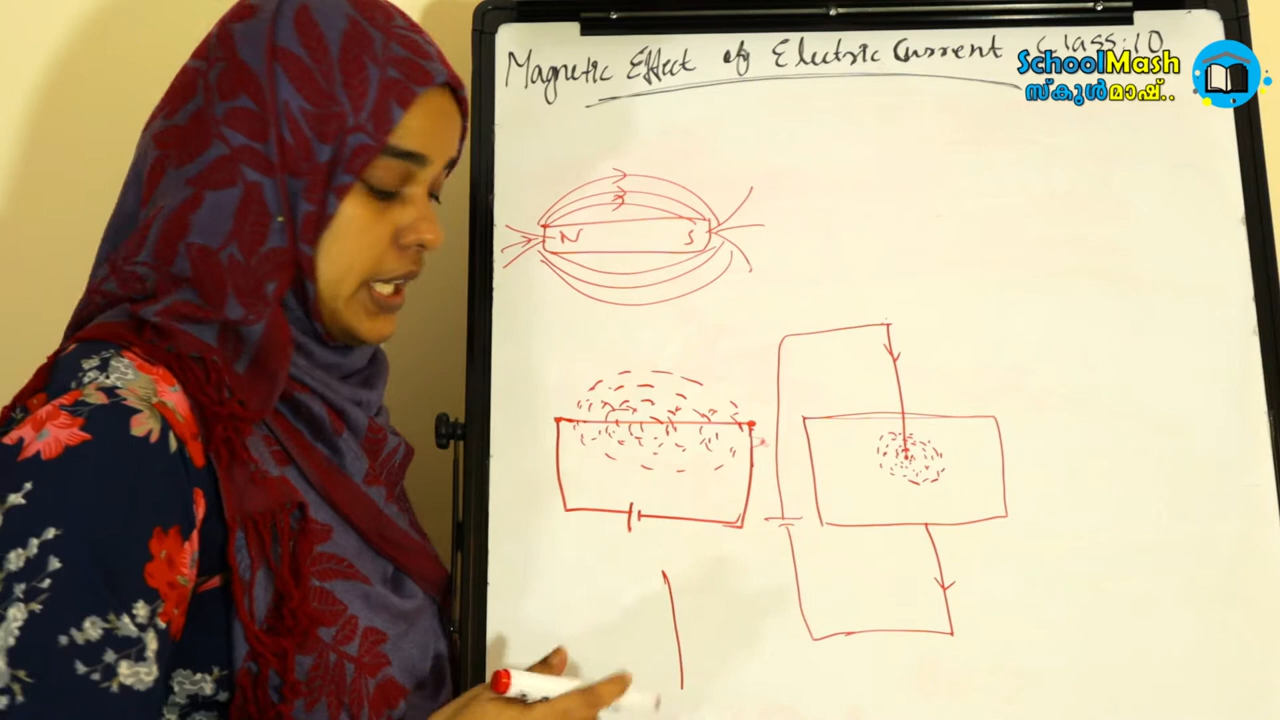 Magnetic Effect of Electric Current Class:10
SchoolMash
സ്കൂൾമാഷ്..
N S